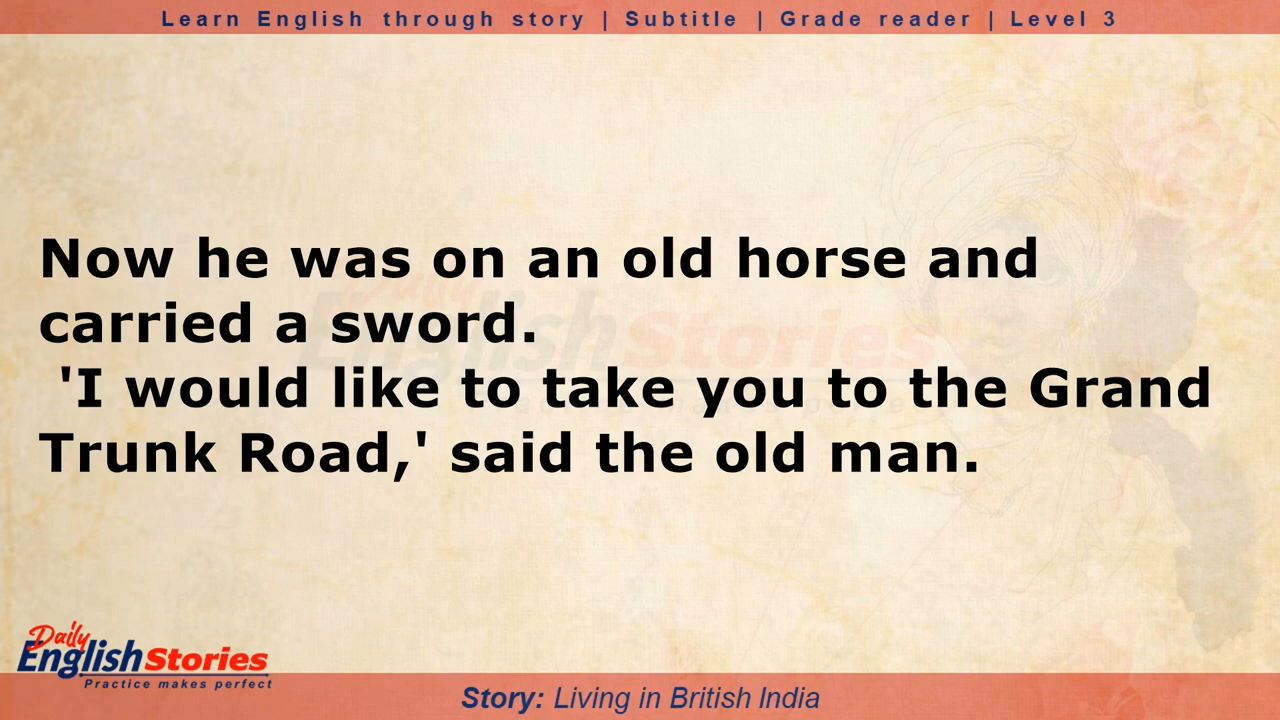 Learn English through story | Subtitle | Grade reader | Level 3
Now he was on an old horse and
carried a sword.
'I would like to take you to the Grand
Trunk Road,' said the old man.
Daily
English Stories
Practice makes perfect
Story: Living in British India